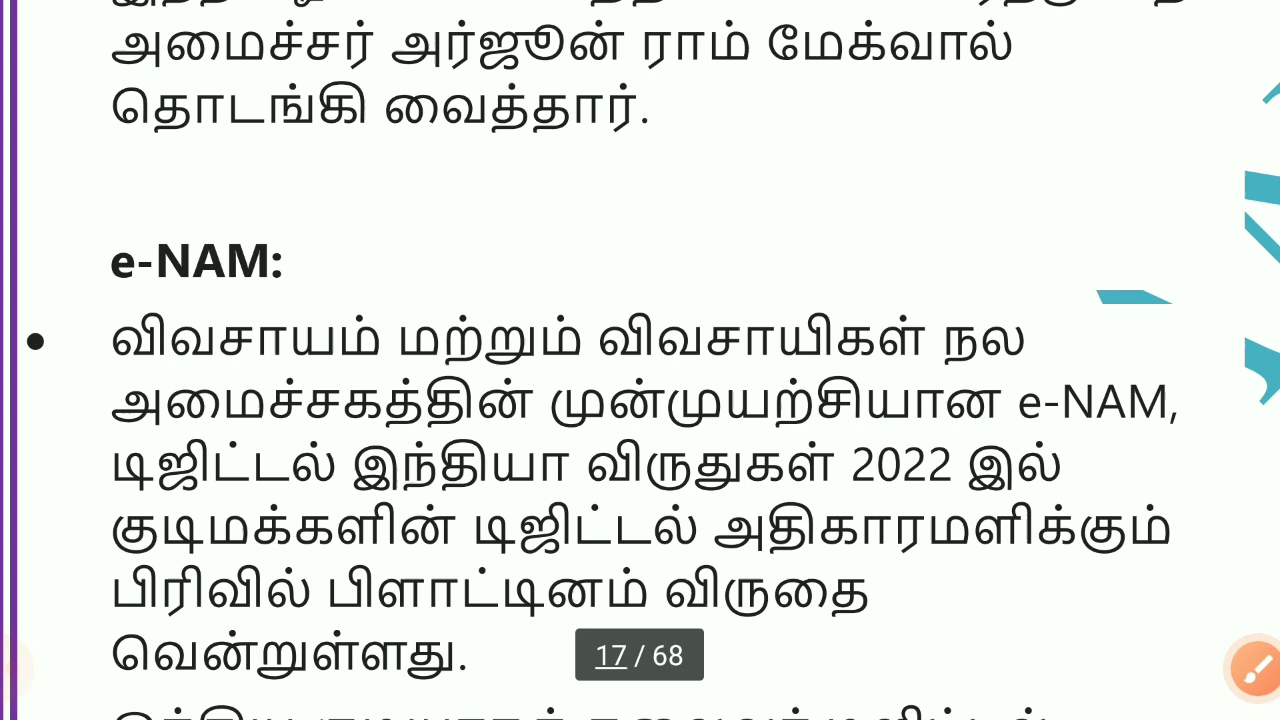 அமைச்சர் அர்ஜூன் ராம் மேக்வால்
தொடங்கி வைத்தார்.
e-NAM:
• விவசாயம் மற்றும் விவசாயிகள் நல
அமைச்சகத்தின் முன்முயற்சியான e-NAM,
டிஜிட்டல் இந்தியா விருதுகள் 2022 இல்
குடிமக்களின் டிஜிட்டல் அதிகாரமளிக்கும்
பிரிவில் பிளாட்டினம் விருதை
வென்றுள்ளது.
17 / 68